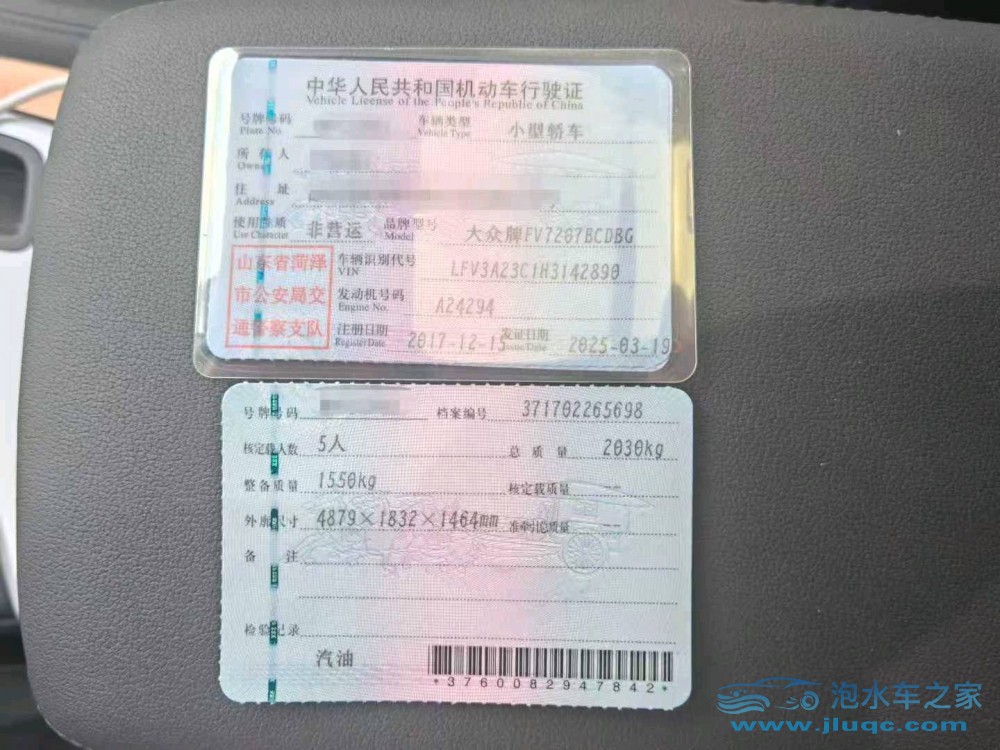 中华人民共和国机动车行驶证
Vehicle License of the People's Republic of China
号牌号码 车辆类型 小型轿车
Plate No. Vehicle Type
所有人
Owner
住址
Address
使用性质 非营运 品牌型号 大众牌FV7207BCDBG
Use Character Model
山东省菏泽
市公安局交
通警察支队
车辆识别代号 LFV3A23C1H3142890
VIN
发动机号码 A24294
Engine No.
注册日期 2017-12-15 发证日期 2025-03-19
Register Date Issue Date
号牌号码 档案编号 371702265698
核定载人数 5人 总质量 2030kg
整备质量 1550kg 核定载质量 --
外廓尺寸 4879×1832×1464mm 准牵引总质量 --
备注
检验记录
汽油
*3760082947842*
泡水车之家
www.jluqc.com